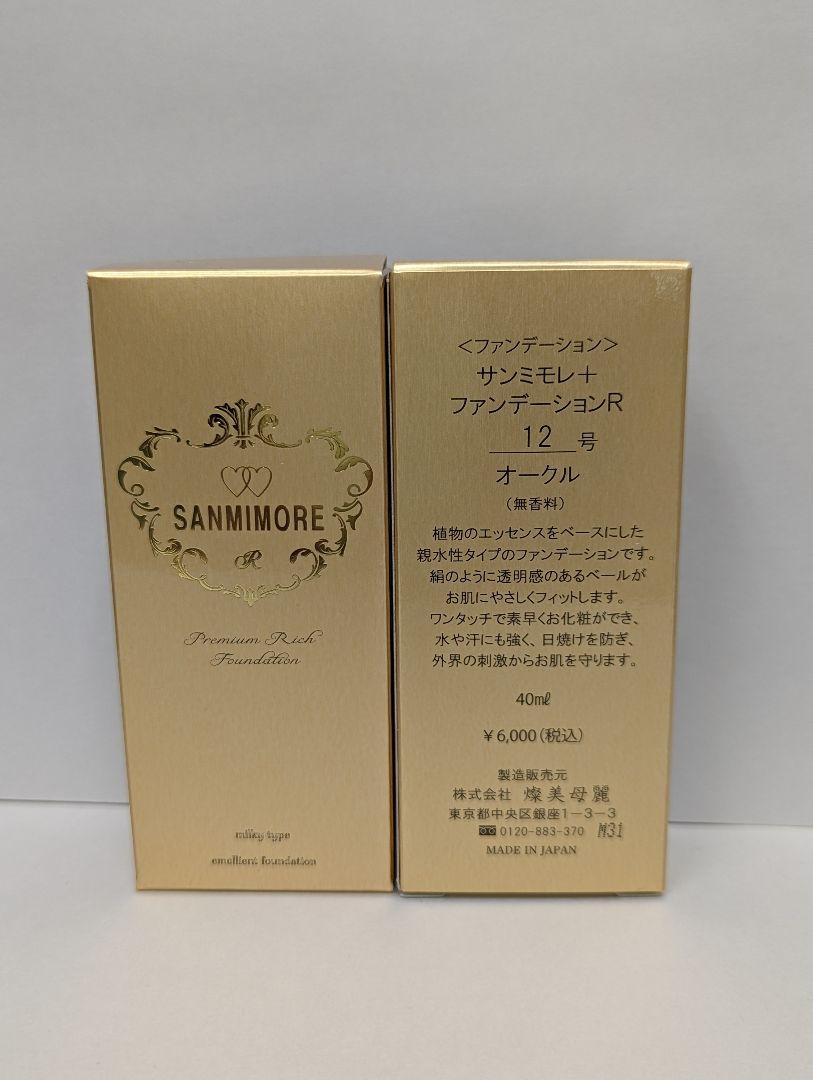 SANMIMORE
R
Premium Rich
Foundation
milky type
emollient foundation
＜ファンデーション＞
サンミモレ＋
ファンデーションR
12 号
オークル
（無香料）
植物のエッセンスをベースにした
親水性タイプのファンデーションです。
絹のように透明感のあるベールが
お肌にやさしくフィットします。
ワンタッチで素早くお化粧ができ、
水や汗にも強く、日焼けを防ぎ、
外界の刺激からお肌を守ります。
40㎖
￥6,000（税込）
製造販売元
株式会社 燦美母麗
東京都中央区銀座1－3－3
0120-883-370 M31
MADE IN JAPAN